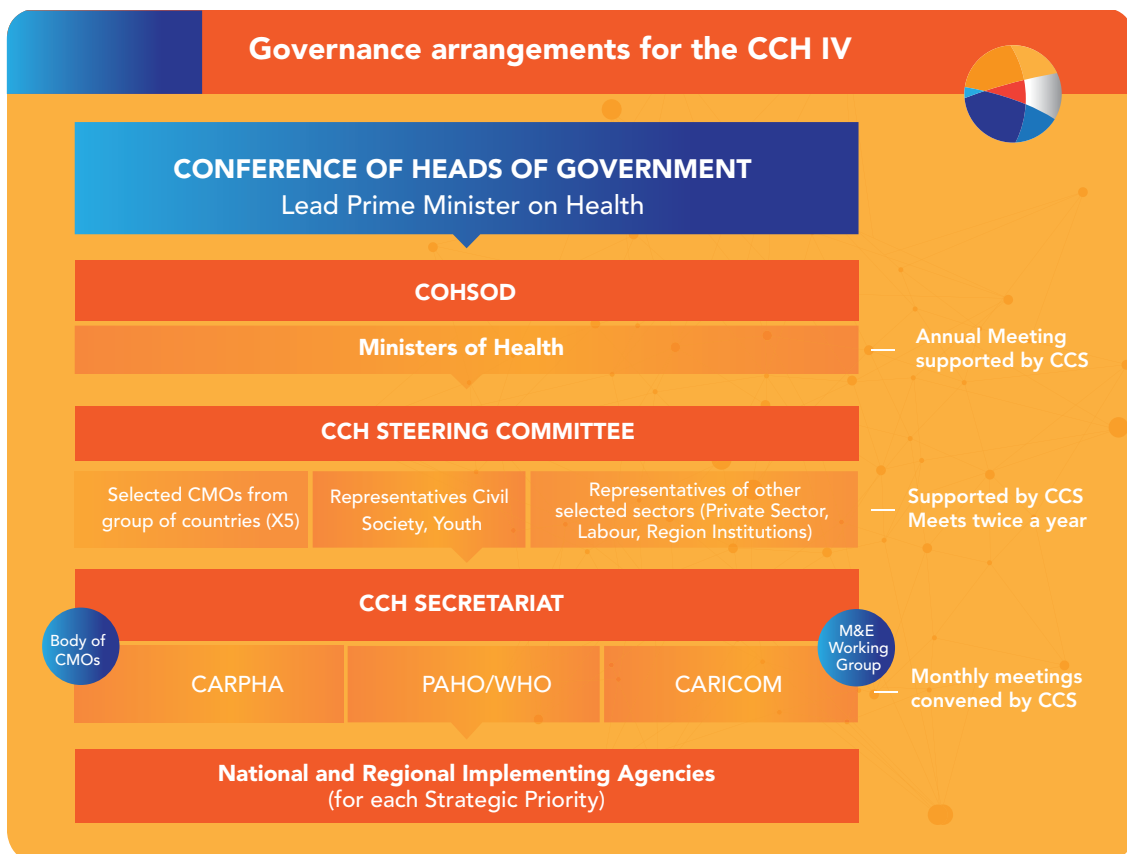 Governance arrangements for the CCH IV
CONFERENCE OF HEADS OF GOVERNMENT
Lead Prime Minister on Health
COHSOD
Ministers of Health
Annual Meeting
supported by CCS
CCH STEERING COMMITTEE
Selected CMOs from
group of countries (X5)
Representatives Civil
Society, Youth
Representatives of other
selected sectors (Private Sector,
Labour, Region Institutions)
Supported by CCS
Meets twice a year
CCH SECRETARIAT
Body of
CMOs
M&E
Working
Group
CARPHA
PAHO/WHO
CARICOM
Monthly meetings
convened by CCS
National and Regional Implementing Agencies
(for each Strategic Priority)